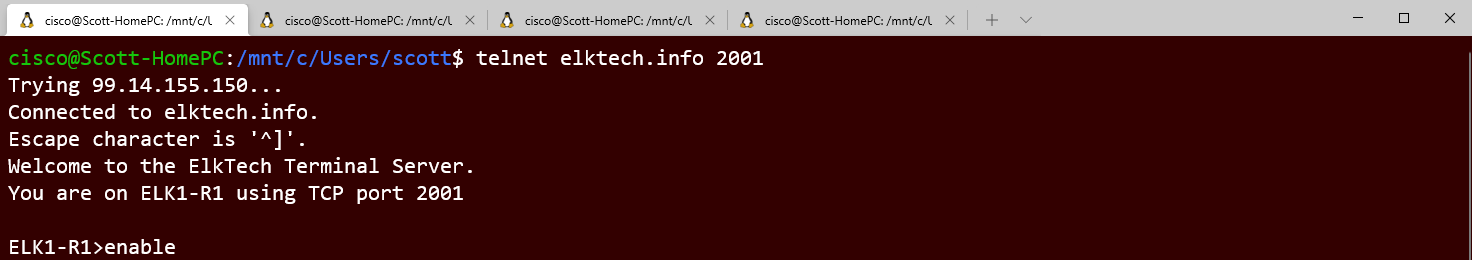 cisco@Scott-HomePC: /mnt/c/U
cisco@Scott-HomePC: /mnt/c/U
cisco@Scott-HomePC: /mnt/c/U
cisco@Scott-HomePC: /mnt/c/U
cisco@Scott-HomePC:/mnt/c/Users/scott$ telnet elktech.info 2001
Trying 99.14.155.150...
Connected to elktech.info.
Escape character is '^]'.
Welcome to the ElkTech Terminal Server.
You are on ELK1-R1 using TCP port 2001
ELK1-R1>enable